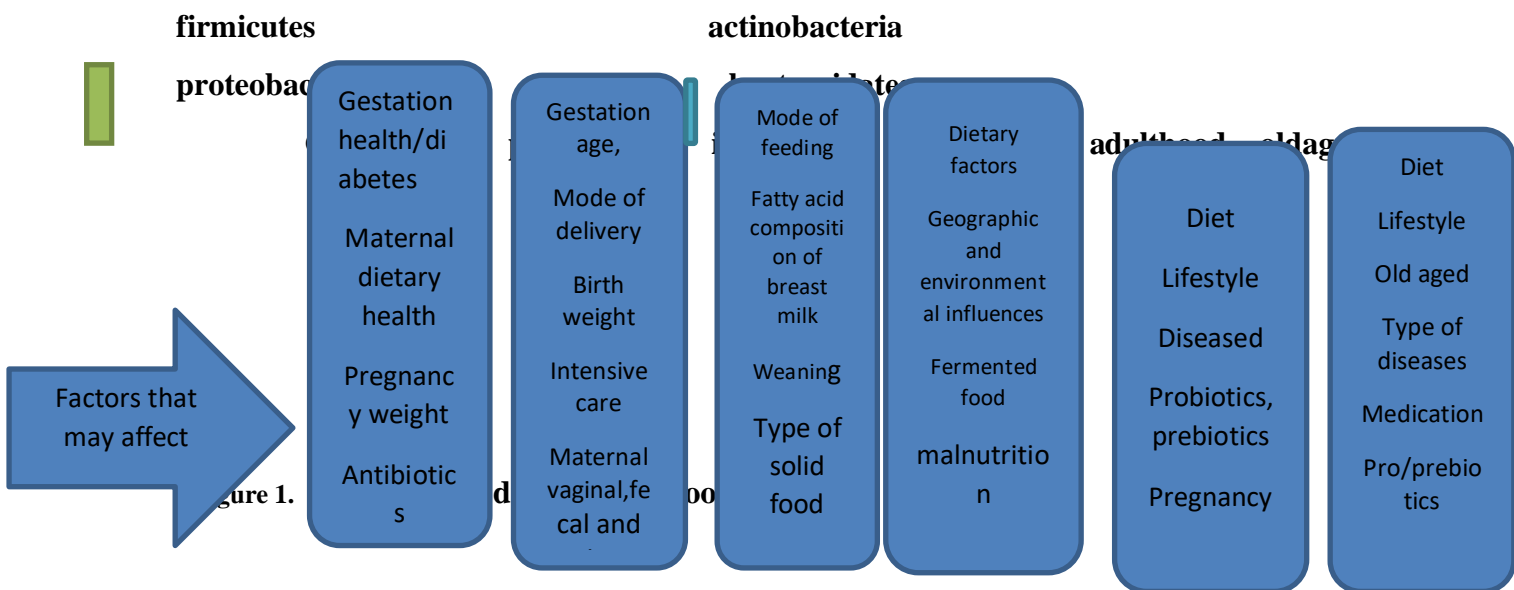 firmicutes
actinobacteria
Gestation
health/di
abetes
Maternal
dietary
health
Pregnanc
y weight
Antibiotic
s
Gestation
age,
Mode of
delivery
Birth
weight
Intensive
care
Maternal
vaginal,fe
cal and
Mode of
feeding
Fatty acid
compositi
on of
breast
milk
Weaning
Type of
solid
food
Dietary
factors
Geographic
and
environment
al influences
Fermented
food
malnutritio
n
adulthood
Diet
Lifestyle
Diseased
Probiotics,
prebiotics
Pregnancy
Diet
Lifestyle
Old aged
Type of
diseases
Medication
Pro/prebio
tics
Factors that
may affect
1.